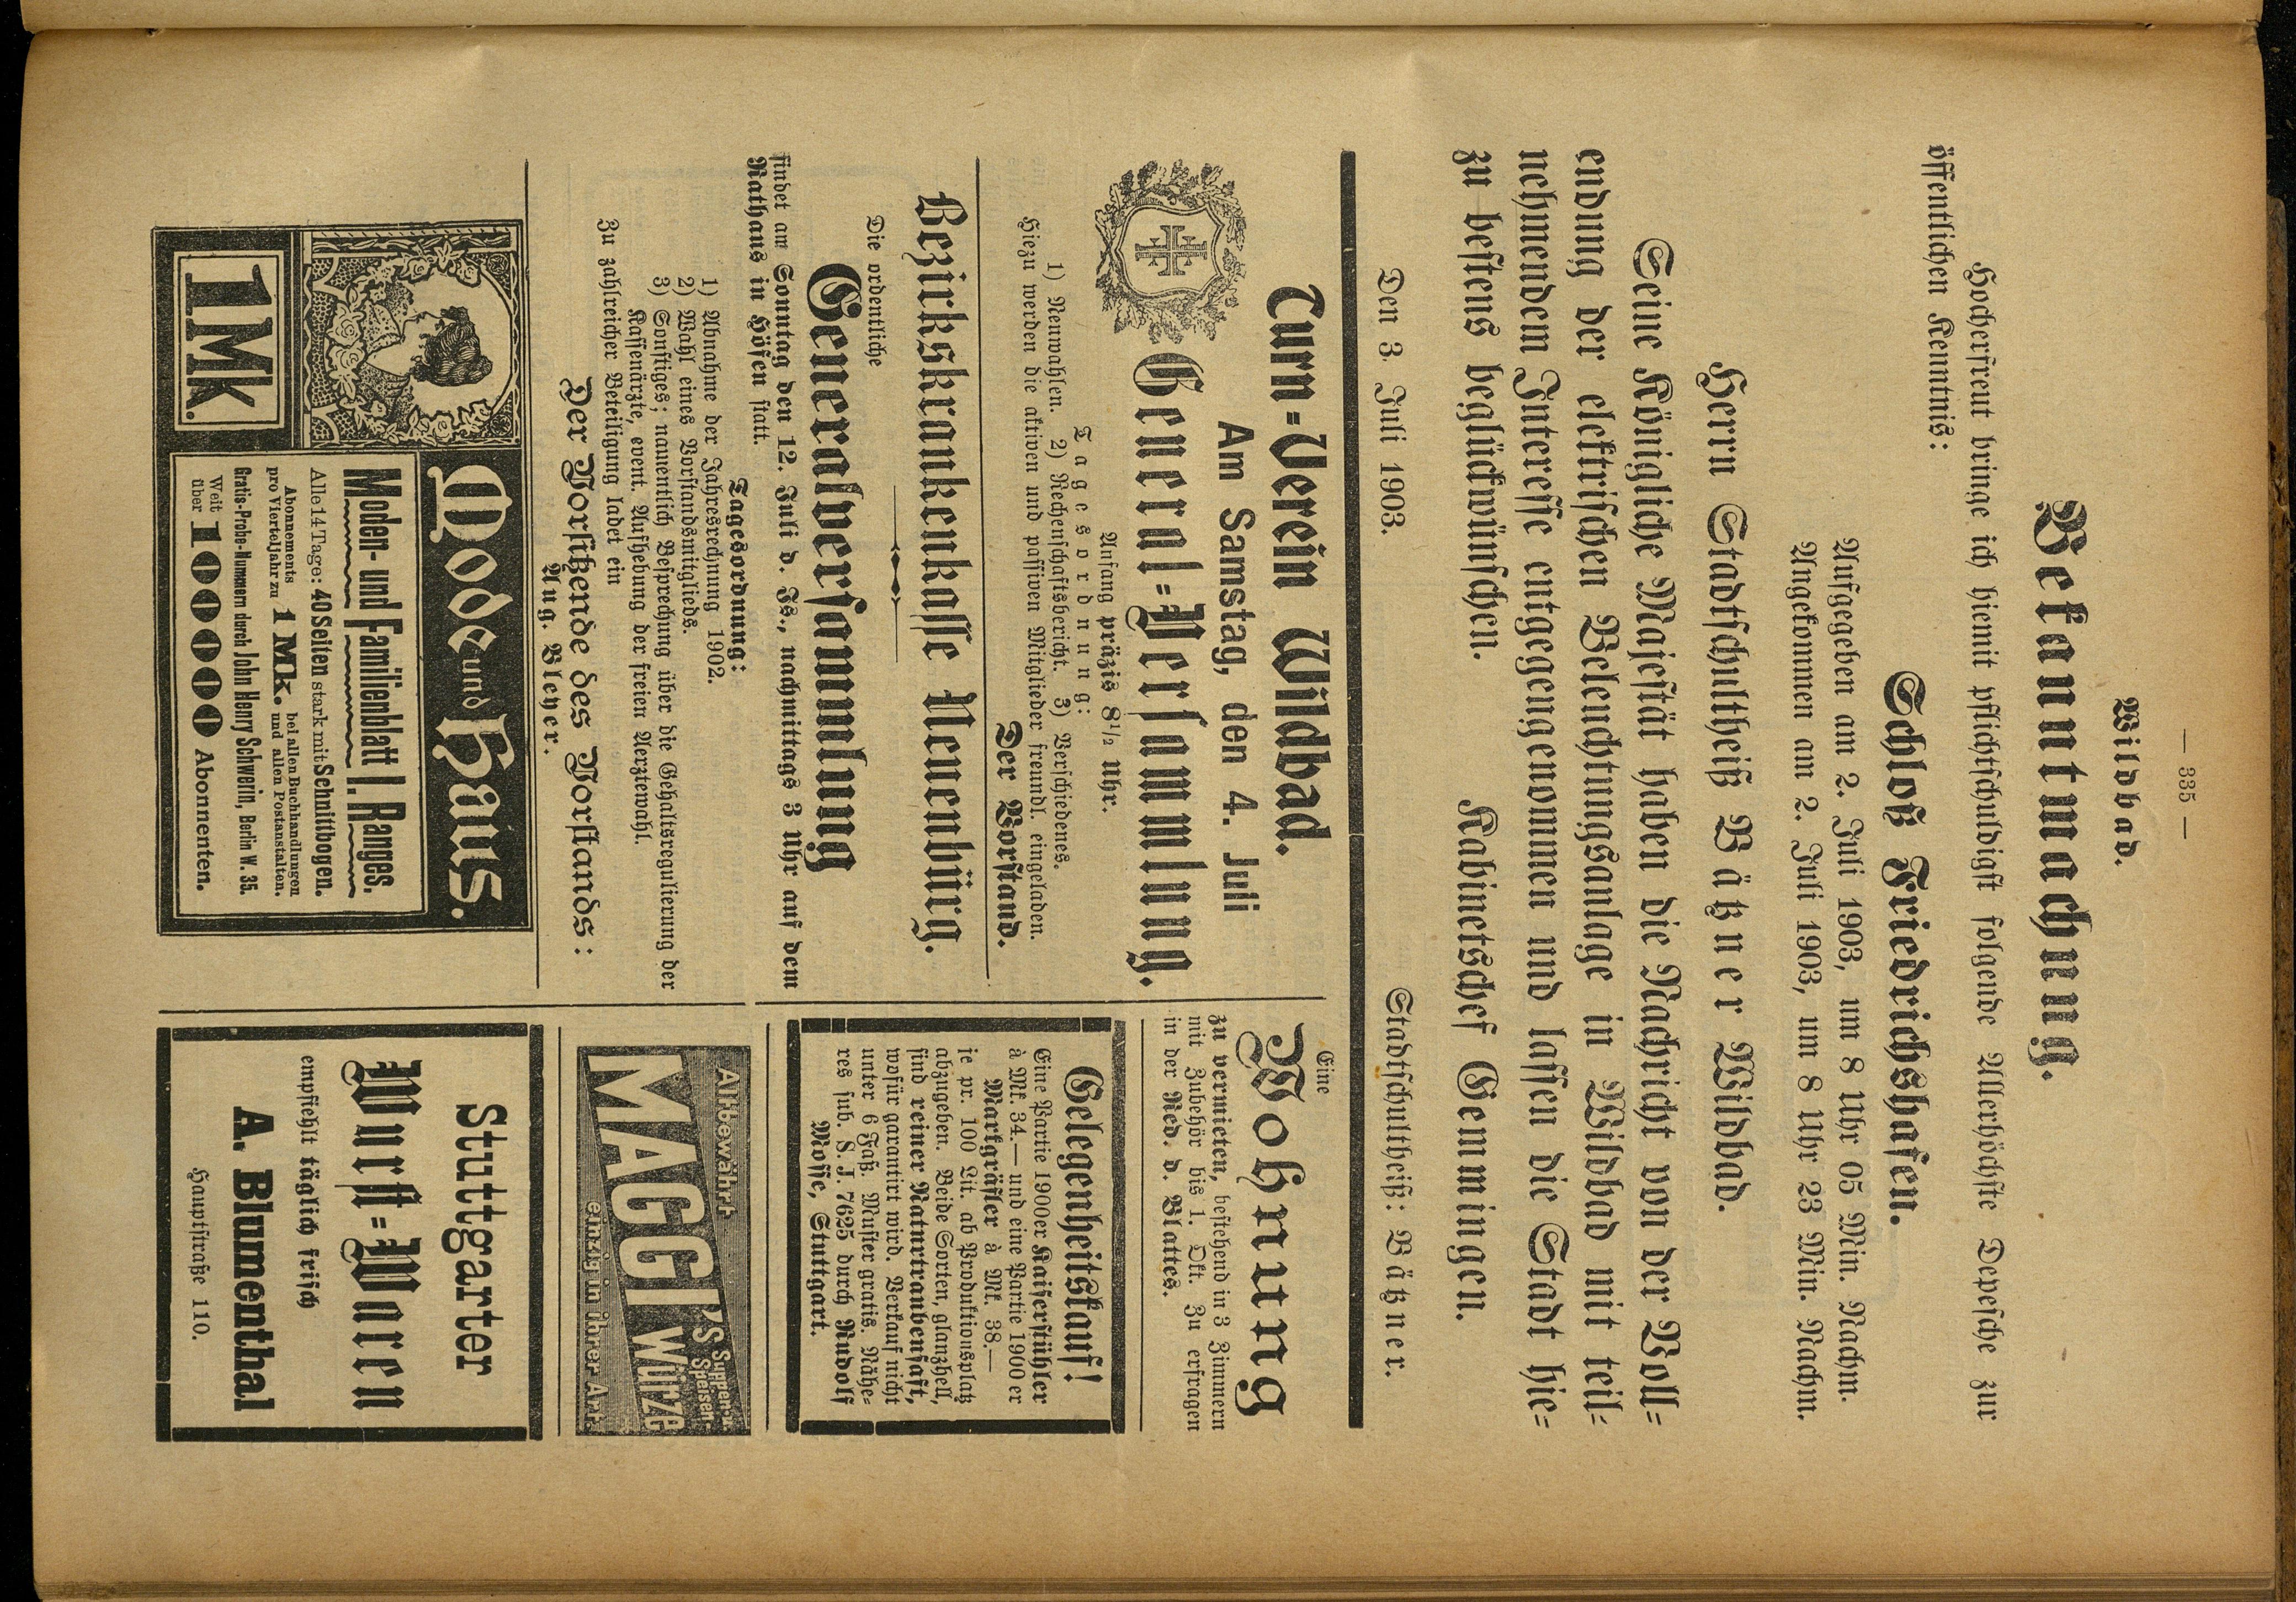 — 335 —
Wildbad.
Bekanntmachung.
Hocherfreut bringe ich hiemit pflichtschuldigst folgende Allerhöchste Depesche zur
öffentlichen Kenntnis:
Schloß Friedrichshafen.
Aufgegeben am 2. Juli 1903, um 8 Uhr 05 Min. Nachm.
Angekommen am 2. Juli 1903, um 8 Uhr 23 Min. Nachm.
Herrn Stadtschultheiß Bätzner Wildbad.
Seine Königliche Majestät haben die Nachricht von der Voll=
endung der elektrischen Beleuchtungsanlage in Wildbad mit teil=
nehmendem Interesse entgegengenommen und lassen die Stadt hie=
zu bestens beglückwünschen.
Kabinetschef Gemmingen.
Den 3. Juli 1903.
Stadtschultheiß: Bätzner.
Turn=Verein Wildbad.
Am Samstag, den 4. Juli
General=Versammlung.
Anfang präzis 8½ Uhr.
Tagesordnung:
1) Neuwahlen. 2) Rechenschaftsbericht. 3) Verschiedenes.
Hiezu werden die aktiven und passiven Mitglieder freundl. eingeladen.
Der Vorstand.
Bezirkskrankenkasse Neuenbürg.
Die ordentliche
Generalversammlung
findet am Sonntag den 12. Juli d. Js., nachmittags 3 Uhr auf dem
Rathaus in Höfen statt.
Tagesordnung:
1) Abnahme der Jahresrechnung 1902.
2) Wahl eines Vorstandsmitglieds.
3) Sonstiges; nauentlich Besprechung über die Gehaltsregulierung der
Kassenärzte, event. Aufhebung der freien Aerztewahl.
Zu zahlreicher Beteiligung ladet ein
Der Vorsitzende des Vorstands:
Aug. Bleyer.
1 Mk.
Mode und Haus.
Moden- und Familienblatt I. Ranges.
Alle 14 Tage: 40 Seiten stark mit Schnittbogen.
Abonnements
pro Vierteljahr zu 1 Mk. bei allen Buchhandlungen
und allen Postanstalten.
Gratis-Probe-Nummern durch John Henry Schwerin, Berlin W. 35.
Weit
über 100000 Abonnenten.
Eine
Wohnung
zu vermieten, bestehend in 3 Zimmern
mit Zubehör bis 1. Okt. Zu erfragen
in der Red. d. Blattes.
Gelegenheitskauf!
Eine Partie 1900er Kaiserstühler
à Mk. 34.— und eine Partie 1900er
Markgräfler à Mk. 38.—
je pr. 100 Lit. ab Produktionsplatz
abzugeben. Beide Sorten, glanzhell,
sind reiner Naturtraubensaft,
wofür garantirt wird. Verkauf nicht
unter 6 Faß. Muster gratis. Nähe=
res sub. S. J. 7625 durch Rudolf
Mosse, Stuttgart.
Altbewährt
MAGGI'S Suppen- u. Speisen-
WÜRZE
einzig in ihrer Art.
Stuttgarter
Wurst=Waren
empfiehlt täglich frisch
A. Blumenthal
Hauptstraße 110.